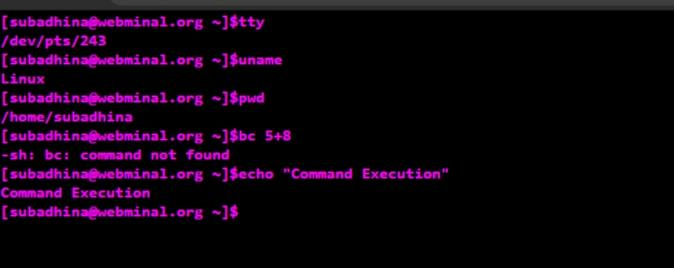 [subadhina@webminal.org ~]$tty
/dev/pts/243
[subadhina@webminal.org ~]$uname
Linux
[subadhina@webminal.org ~]$pwd
/home/subadhina
[subadhina@webminal.org ~]$bc 5+8
-sh: bc: command not found
[subadhina@webminal.org ~]$echo "Command Execution"
Command Execution
[subadhina@webminal.org ~]$